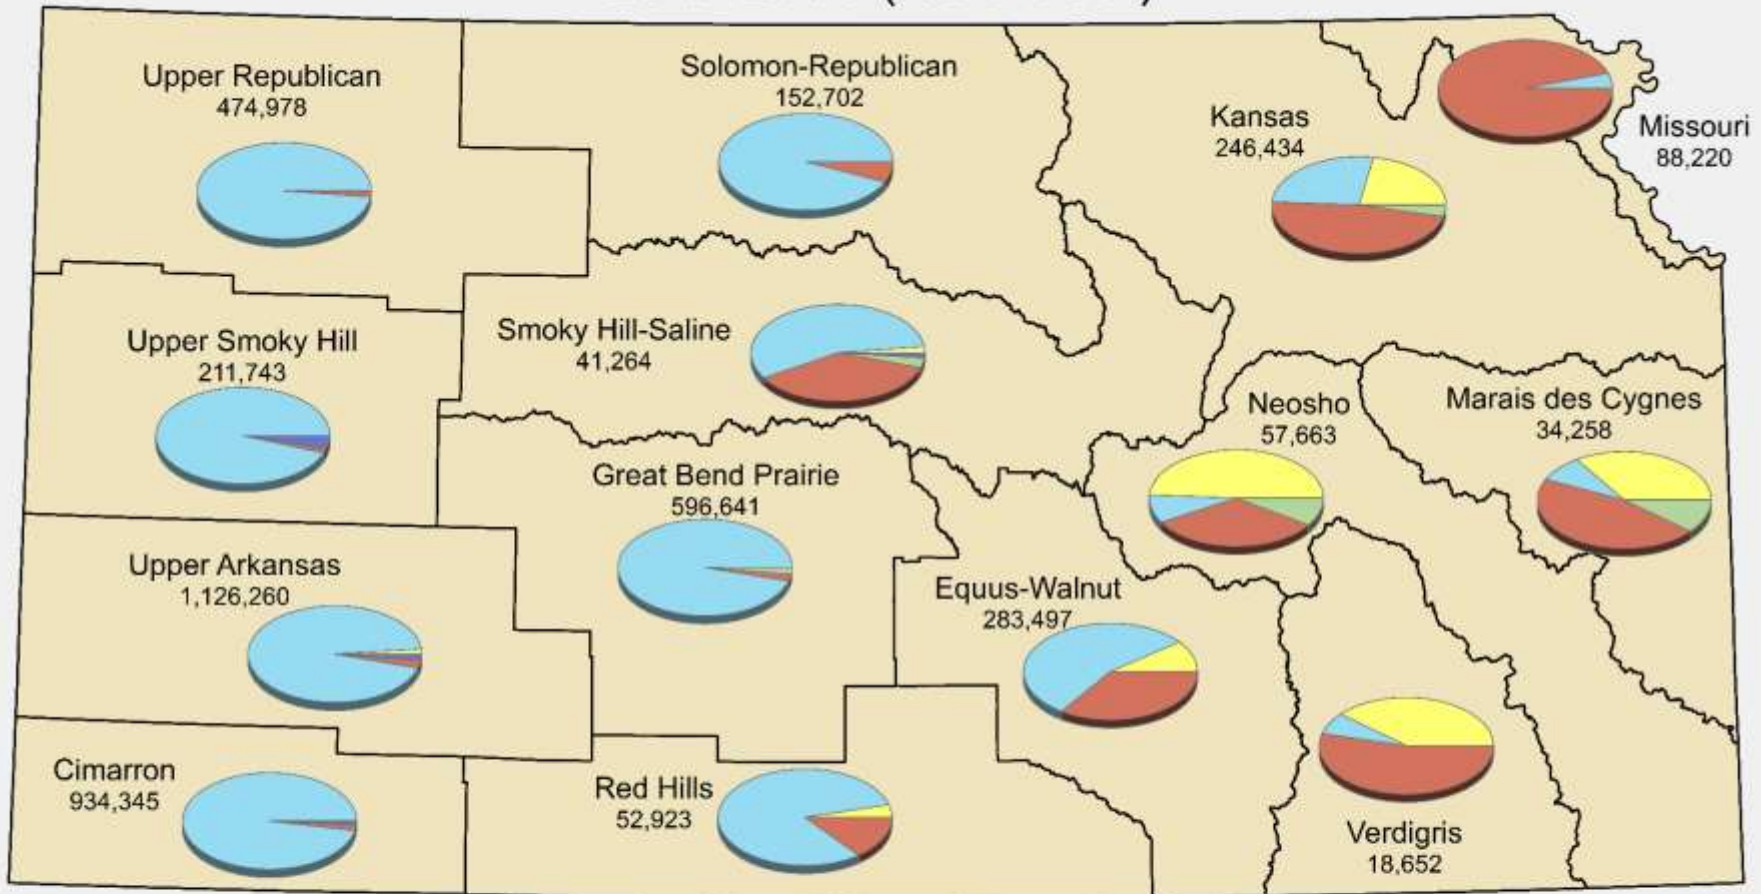 Upper Republican
474,978
Solomon-Republican
152,702
Kansas
246,434
Missouri
88,220
Upper Smoky Hill
211,743
Smoky Hill-Saline
41,264
Neosho
57,663
Marais des Cygnes
34,258
Great Bend Prairie
596,641
Upper Arkansas
1,126,260
Equus-Walnut
283,497
Cimarron
934,345
Red Hills
52,923
Verdigris
18,652